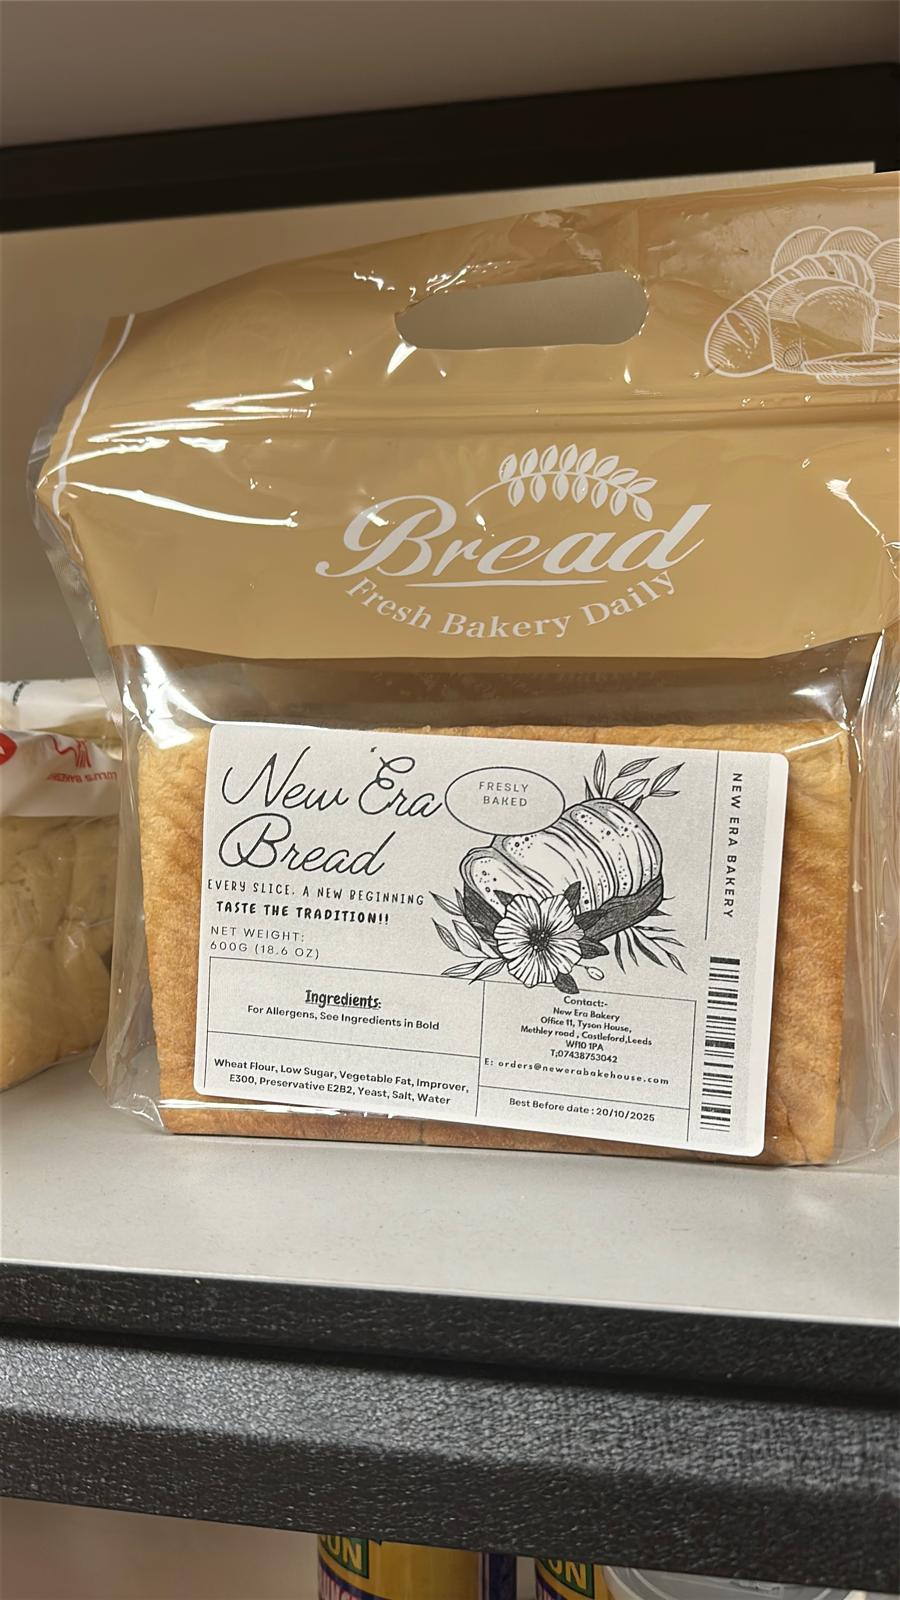 Bread
Fresh Bakery Daily
New Era
Bread
FRESLY
BAKED
EVERY SLICE. A NEW BEGINNING
TASTE THE TRADITION!!
NET WEIGHT:
600G (18.6 OZ)
NEW ERA BAKERY
Ingredients:
For Allergens, See Ingredients in Bold
Wheat Flour, Low Sugar, Vegetable Fat, Improver,
E300, Preservative E2B2, Yeast, Salt, Water
Contact:-
New Era Bakery
Office 11, Tyson House,
Methley road , Castleford,Leeds
Wf10 1PA
T;07438753042
E: orders@newerabakehouse.com
Best Before date : 20/10/2025